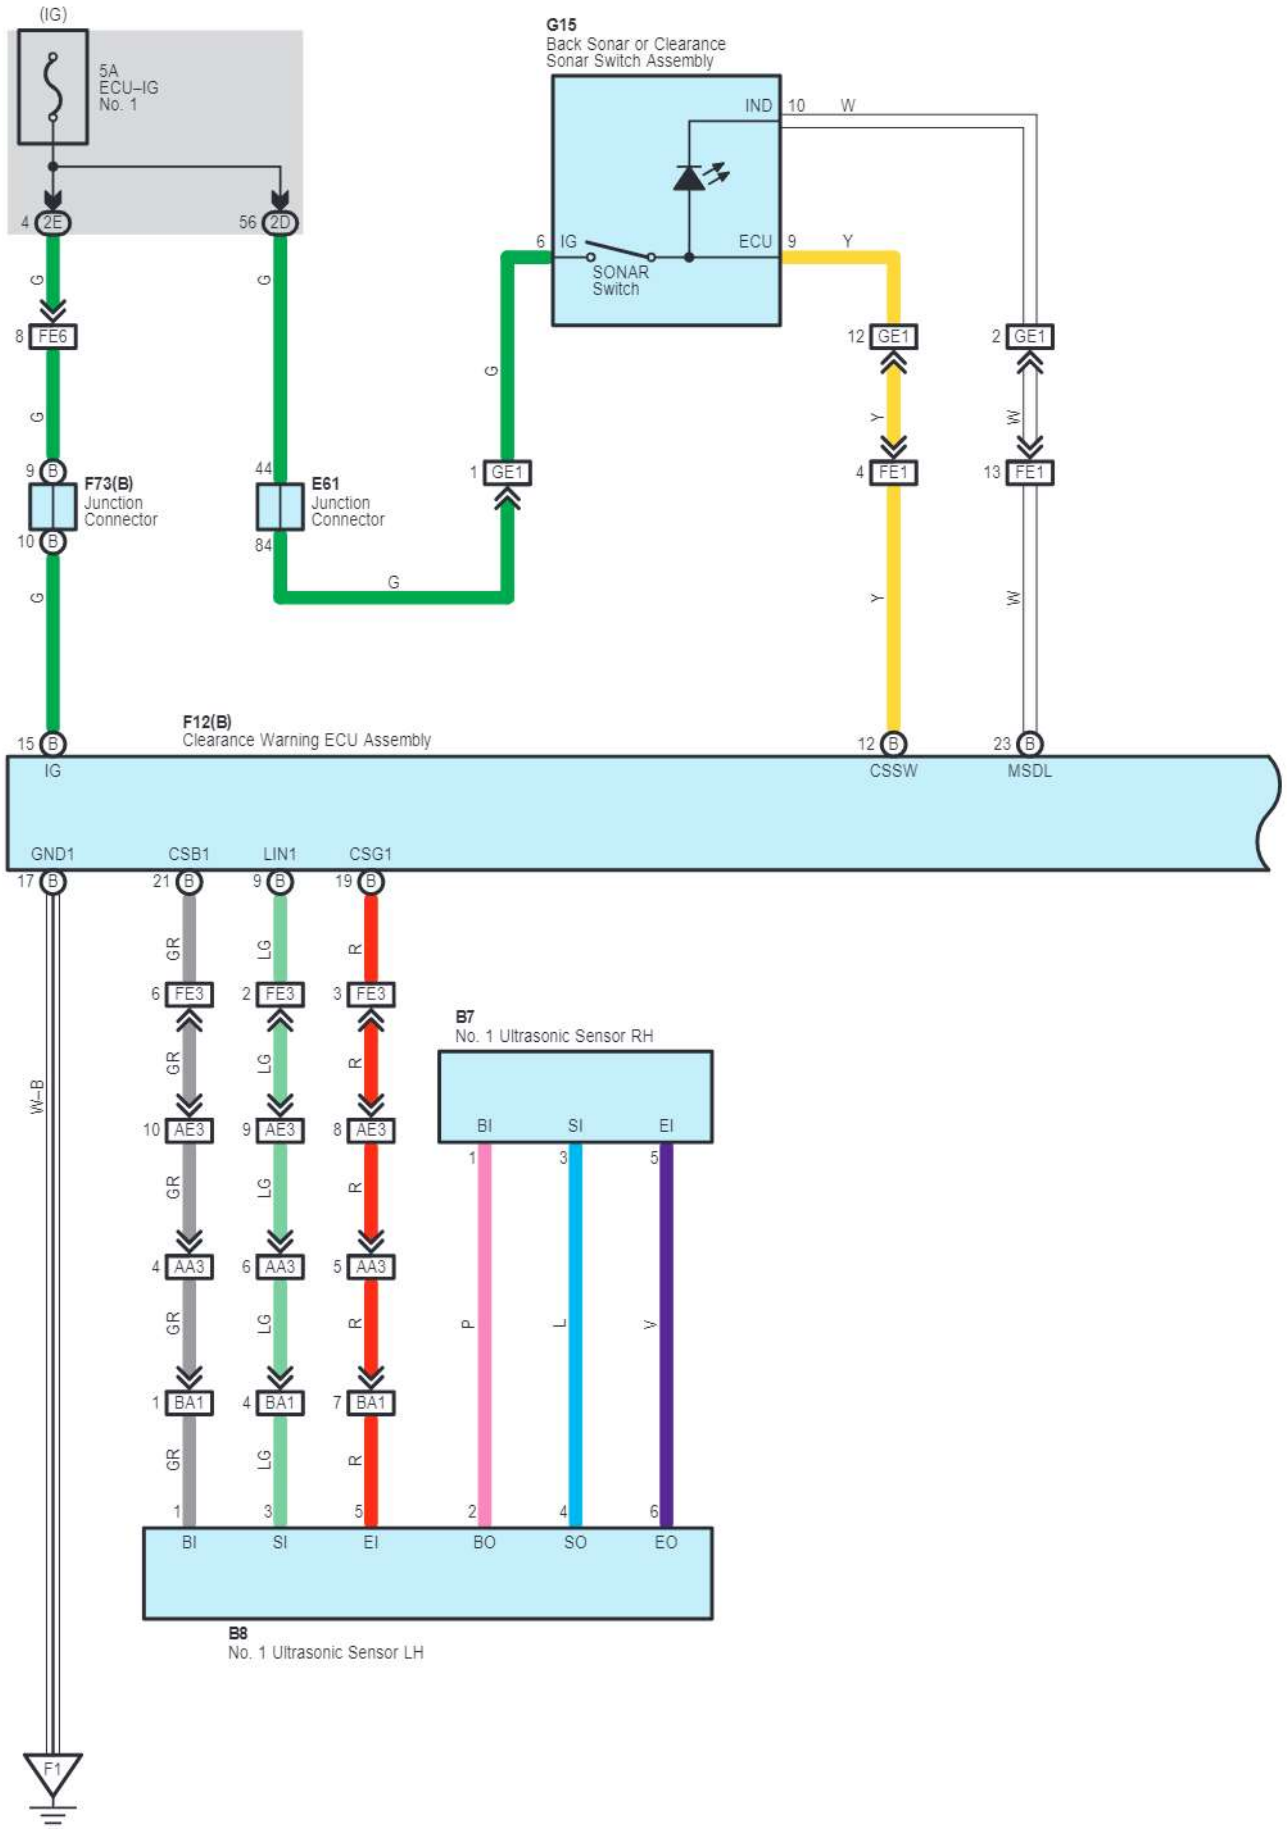 (IG)
5A
ECU–IG
No. 1
4 2E
56 2D
G
G
8 FE6
G
9 B
F73(B)
Junction
Connector
10 B
G
44
E61
Junction
Connector
84
G
1 GE1
G
G15
Back Sonar or Clearance
Sonar Switch Assembly
IND 10 W
6 IG
SONAR
Switch
ECU 9 Y
12 GE1
2 GE1
Y
W
4 FE1
13 FE1
Y
W
F12(B)
Clearance Warning ECU Assembly
15 B
12 B
23 B
IG
CSSW
MSDL
GND1
CSB1
LIN1
CSG1
17 B
21 B
9 B
19 B
GR
LG
R
6 FE3
2 FE3
3 FE3
GR
LG
R
W–B
10 AE3
9 AE3
8 AE3
GR
LG
R
4 AA3
6 AA3
5 AA3
GR
LG
R
1 BA1
4 BA1
7 BA1
GR
LG
R
B7
No. 1 Ultrasonic Sensor RH
BI
SI
EI
1
3
5
P
L
V
1
3
5
2
4
6
BI
SI
EI
BO
SO
EO
B8
No. 1 Ultrasonic Sensor LH
F1